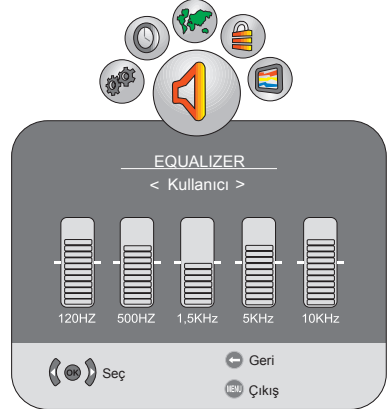 EQUALIZER
< Kullanıcı >
120HZ 500HZ 1,5KHz 5KHz 10KHz
OK Seç
Geri
MENU Çıkış